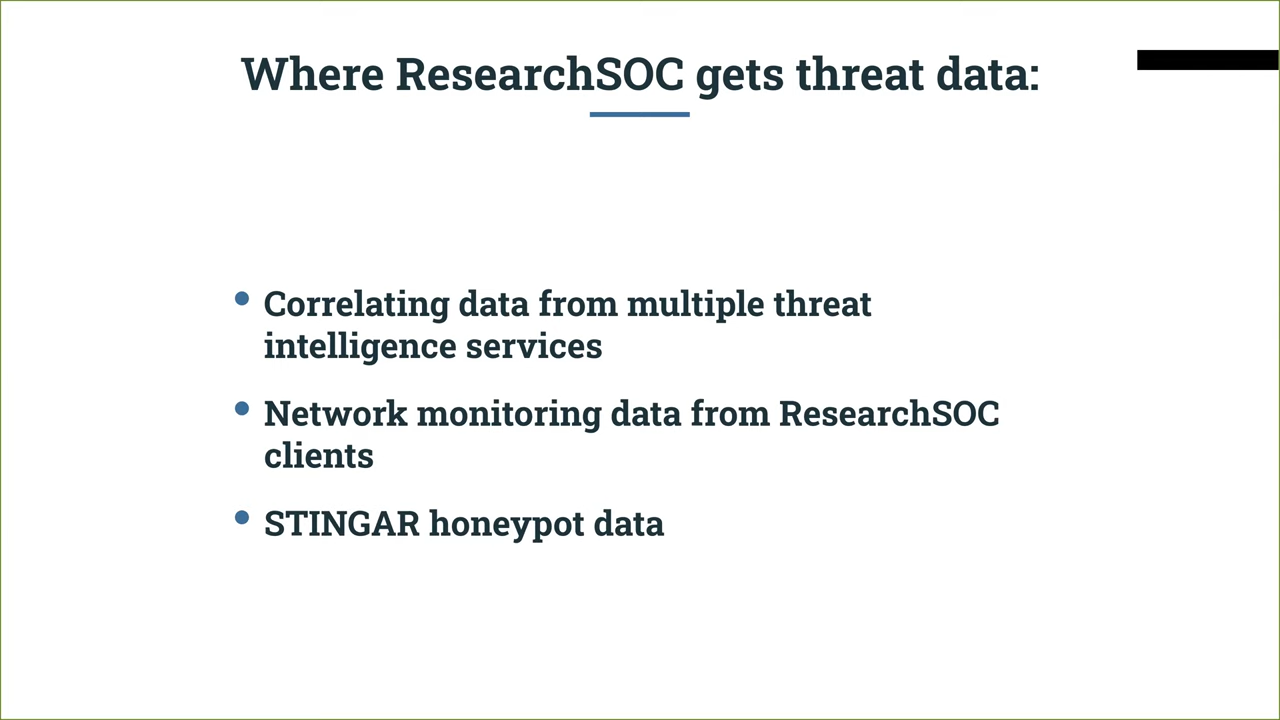 Where ResearchSOC gets threat data:
• Correlating data from multiple threat
intelligence services
• Network monitoring data from ResearchSOC
clients
• STINGAR honeypot data